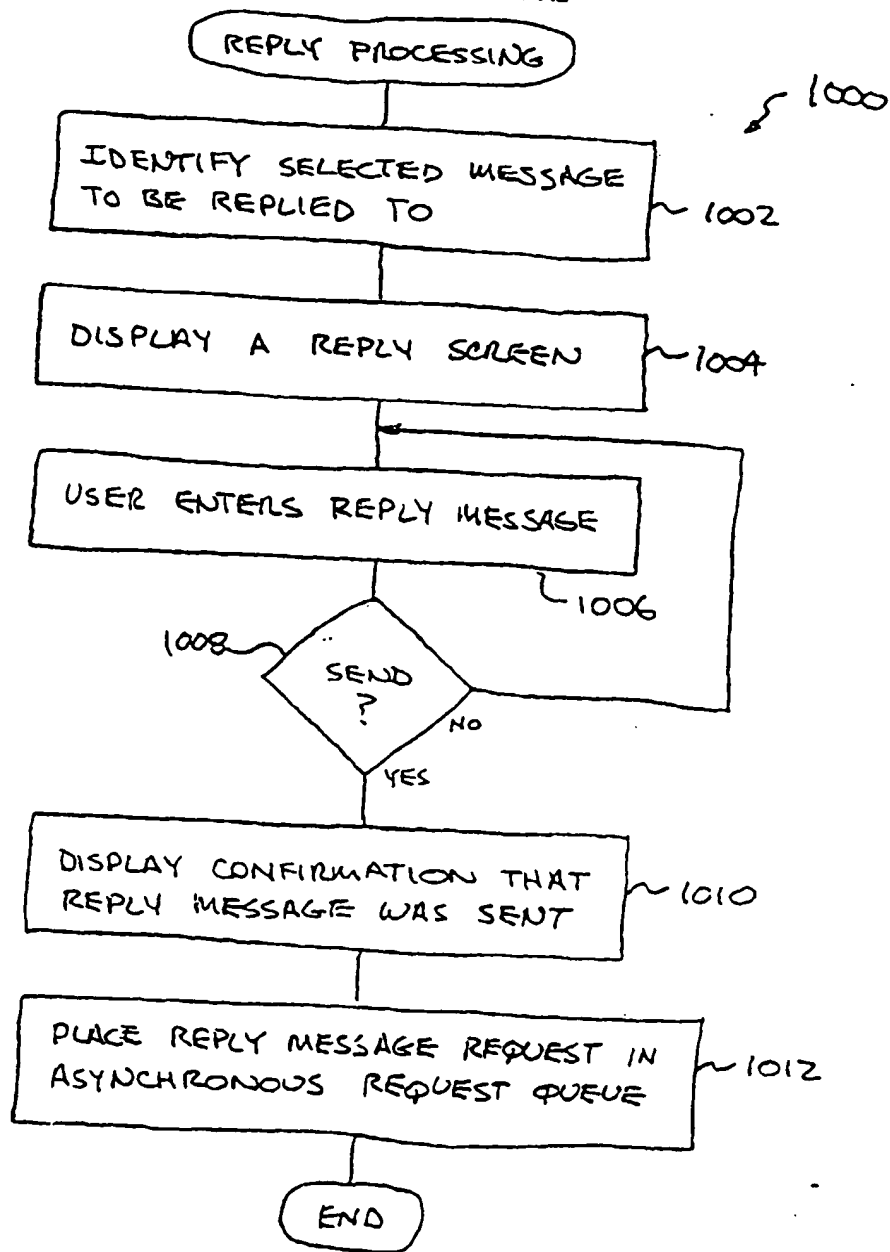 REPLY PROCESSING
1000
IDENTIFY SELECTED MESSAGE
TO BE REPLIED TO
1002
DISPLAY A REPLY SCREEN
1004
USER ENTERS REPLY MESSAGE
1006
1008
SEND
?
NO
YES
DISPLAY CONFIRMATION THAT
REPLY MESSAGE WAS SENT
1010
PLACE REPLY MESSAGE REQUEST IN
ASYNCHRONOUS REQUEST QUEUE
1012
END